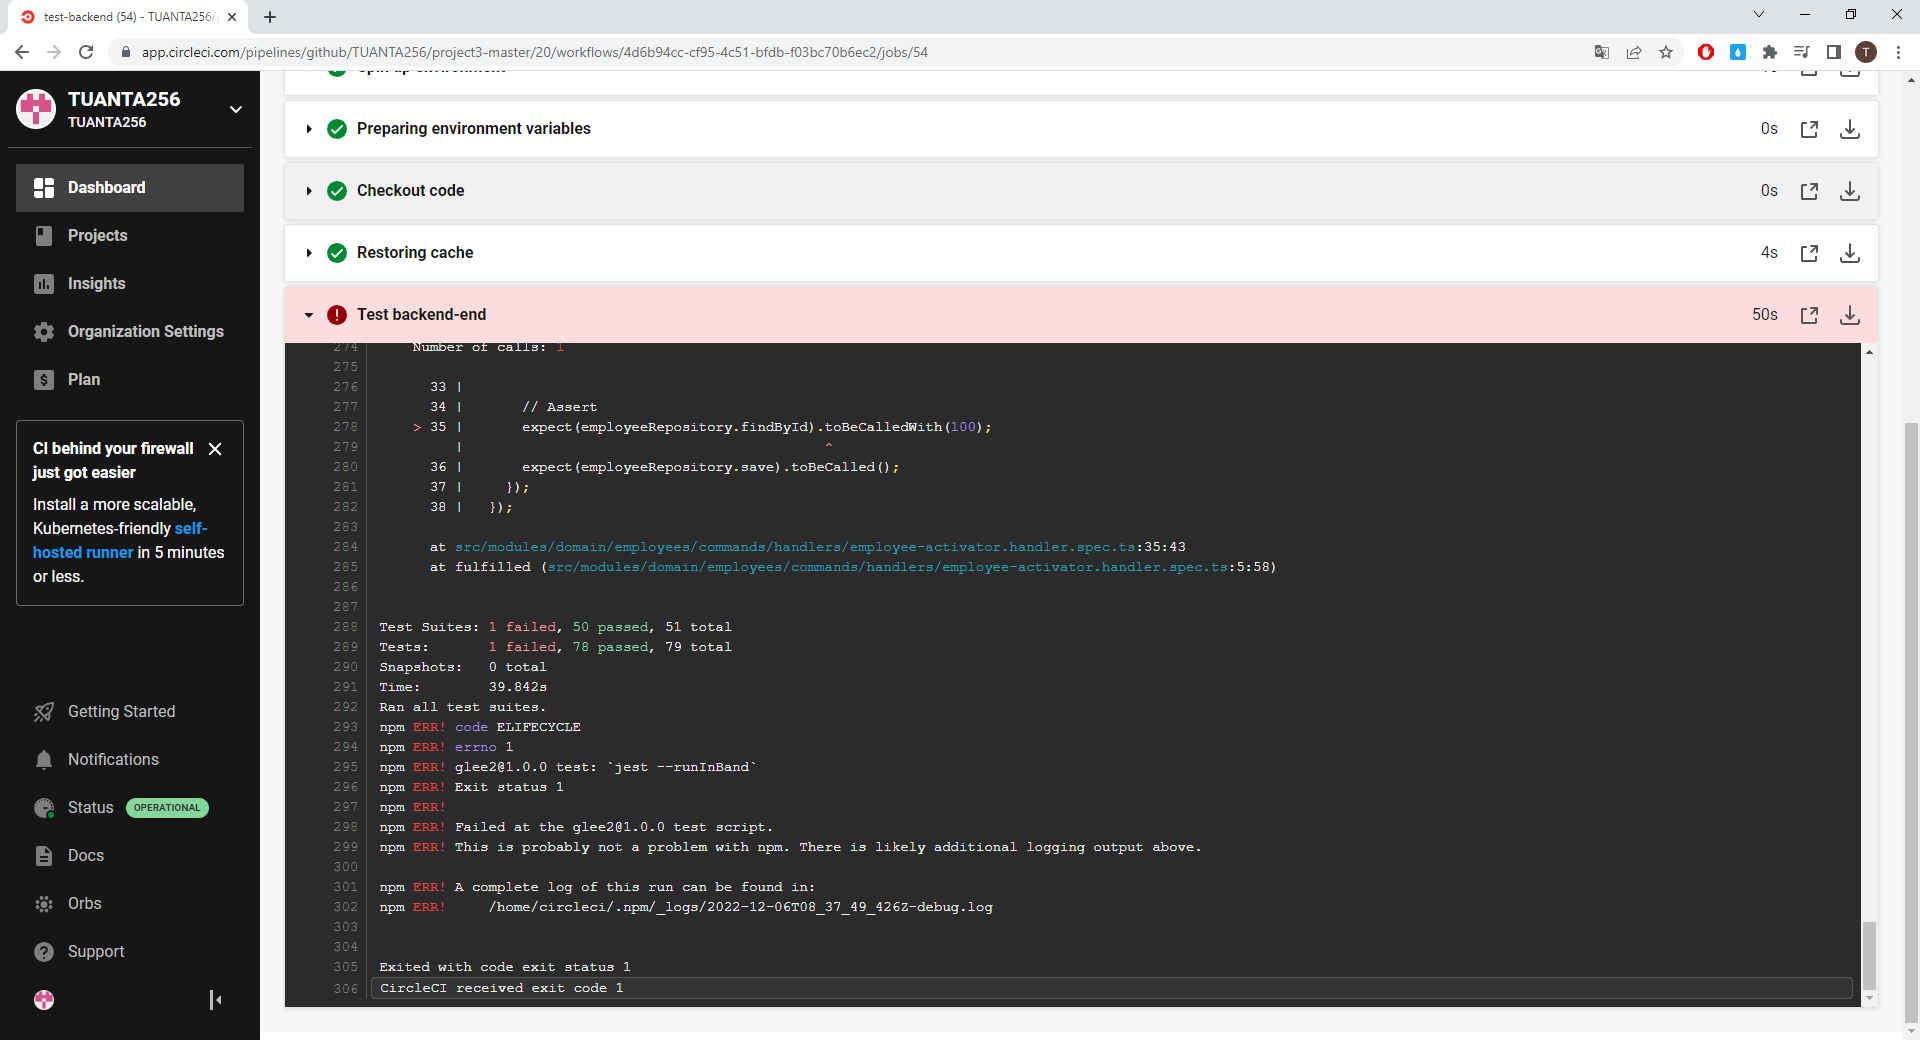 test-backend (54) - TUANTA256/
app.circleci.com/pipelines/github/TUANTA256/project3-master/20/workflows/4d6b94cc-cf95-4c51-bfdb-f03bc70b6ec2/jobs/54
T
TUANTA256
TUANTA256
Dashboard
Projects
Insights
Organization Settings
Plan
CI behind your firewall
just got easier
Install a more scalable,
Kubernetes-friendly self-
hosted runner in 5 minutes
or less.
Getting Started
Notifications
Status OPERATIONAL
Docs
Orbs
Support
Preparing environment variables 0s
Checkout code 0s
Restoring cache 4s
Test backend-end 50s
274 Number of calls: 1
275
276 33 |
277 34 | // Assert
278 > 35 | expect(employeeRepository.findById).toBeCalledWith(100);
279 | ^
280 36 | expect(employeeRepository.save).toBeCalled();
281 37 | });
282 38 | });
283
284 at src/modules/domain/employees/commands/handlers/employee-activator.handler.spec.ts:35:43
285 at fulfilled (src/modules/domain/employees/commands/handlers/employee-activator.handler.spec.ts:5:58)
286
287
288 Test Suites: 1 failed, 50 passed, 51 total
289 Tests: 1 failed, 78 passed, 79 total
290 Snapshots: 0 total
291 Time: 39.842s
292 Ran all test suites.
293 npm ERR! code ELIFECYCLE
294 npm ERR! errno 1
295 npm ERR! glee2@1.0.0 test: `jest --runInBand`
296 npm ERR! Exit status 1
297 npm ERR!
298 npm ERR! Failed at the glee2@1.0.0 test script.
299 npm ERR! This is probably not a problem with npm. There is likely additional logging output above.
300
301 npm ERR! A complete log of this run can be found in:
302 npm ERR! /home/circleci/.npm/_logs/2022-12-06T08_37_49_426Z-debug.log
303
304
305 Exited with code exit status 1
306 CircleCI received exit code 1